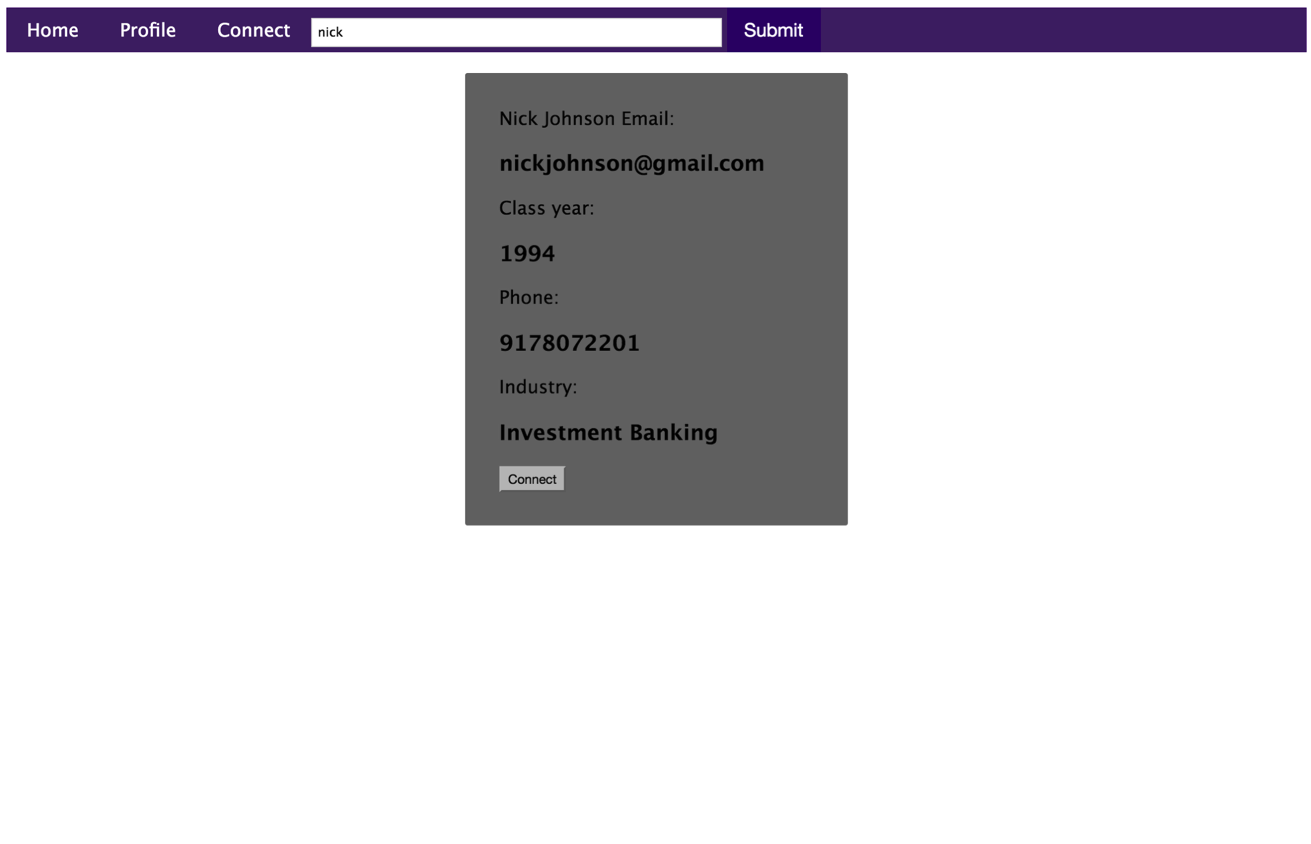 Home Profile Connect nick Submit
Nick Johnson Email:
nickjohnson@gmail.com
Class year:
1994
Phone:
9178072201
Industry:
Investment Banking
Connect